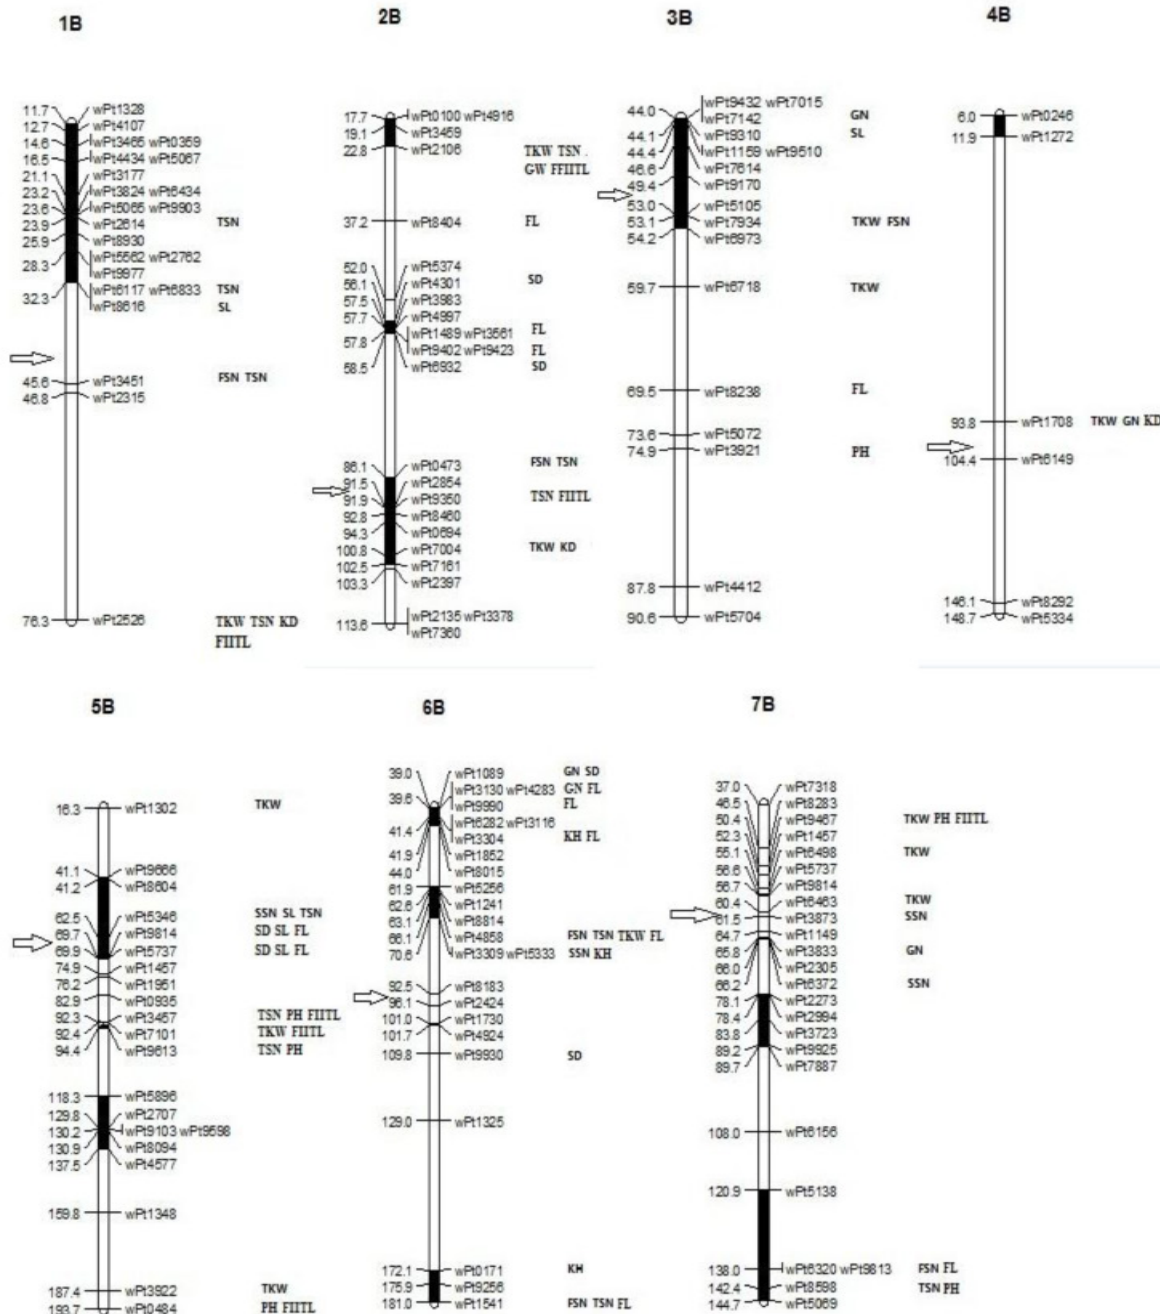 1B
11.7 wPt1328
12.7 wPt4107
14.6 wPt3465 wPt0359
16.5 wPt4434 wPt5067
21.1 wPt3177
23.2 wPt3824 wPt6434
23.6 wPt5065 wPt9903
23.9 wPt2614 TSN
25.9 wPt8930
28.3 wPt5562 wPt2762
wPt9977
32.3 wPt6117 wPt6833 TSN
wPt8616 SL
45.6 wPt3451 FSN TSN
46.8 wPt2315
76.3 wPt2526 TKW TSN KD
FIITL
2B
17.7 wPt0100 wPt4916
19.1 wPt3459
22.8 wPt2106 TKW TSN .
GW FFIITL
37.2 wPt8404 FL
52.0 wPt5374
56.1 wPt4301 SD
57.5 wPt3983
57.7 wPt4997
57.8 wPt1489 wPt3561 FL
wPt9402 wPt9423 FL
58.5 wPt6932 SD
86.1 wPt0473 FSN TSN
91.5 wPt2854
91.9 wPt9350 TSN FIITL
92.8 wPt8460
94.3 wPt0694
100.8 wPt7004 TKW KD
102.5 wPt7161
103.3 wPt2397
113.6 wPt2135 wPt3378
wPt7360
3B
44.0 wPt9432 wPt7015
wPt7142 GN
44.1 wPt9310 SL
44.4 wPt1159 wPt9510
46.6 wPt7614
49.4 wPt9170
53.0 wPt5105
53.1 wPt7934 TKW FSN
54.2 wPt6973
59.7 wPt6718 TKW
69.5 wPt8238 FL
73.6 wPt5072
74.9 wPt3921 PH
87.8 wPt4412
90.6 wPt5704
4B
6.0 wPt0246
11.9 wPt1272
93.8 wPt1708 TKW GN KD
104.4 wPt6149
146.1 wPt8292
148.7 wPt5334
5B
16.3 wPt1302 TKW
41.1 wPt9666
41.2 wPt8604
62.5 wPt5346 SSN SL TSN
69.7 wPt9814 SD SL FL
69.9 wPt5737 SD SL FL
74.9 wPt1457
76.2 wPt1951
82.9 wPt0935
92.3 wPt3457 TSN PH FIITL
92.4 wPt7101 TKW FIITL
94.4 wPt9613 TSN PH
118.3 wPt5896
129.8 wPt2707
130.2 wPt9103 wPt9598
130.9 wPt8094
137.5 wPt4577
159.8 wPt1348
187.4 wPt3922 TKW
193.7 wPt0484 PH FIITL
6B
39.0 wPt1089 GN SD
39.6 wPt3130 wPt4283 GN FL
wPt9990 FL
41.4 wPt6282 wPt3116
wPt3304 KH FL
41.9 wPt1852
44.0 wPt8015
61.9 wPt5256
62.6 wPt1241
63.1 wPt8814
66.1 wPt4858 FSN TSN TKW FL
70.6 wPt3309 wPt5333 SSN KH
92.5 wPt8183
96.1 wPt2424
101.0 wPt1730
101.7 wPt4924
109.8 wPt9930 SD
129.0 wPt1325
172.1 wPt0171 KH
175.9 wPt9256
181.0 wPt1541 FSN TSN FL
7B
37.0 wPt7318
46.5 wPt8283
50.4 wPt9467 TKW PH FIITL
52.3 wPt1457
55.1 wPt6498 TKW
56.6 wPt5737
56.7 wPt9814
60.4 wPt6463 TKW
61.5 wPt3873 SSN
64.7 wPt1149
65.8 wPt3833 GN
66.0 wPt2305
66.2 wPt6372 SSN
78.1 wPt2273
78.4 wPt2994
83.8 wPt3723
89.2 wPt9925
89.7 wPt7887
108.0 wPt6156
120.9 wPt5138
138.0 wPt6320 wPt9813 FSN FL
142.4 wPt8598 TSN PH
144.7 wPt5069